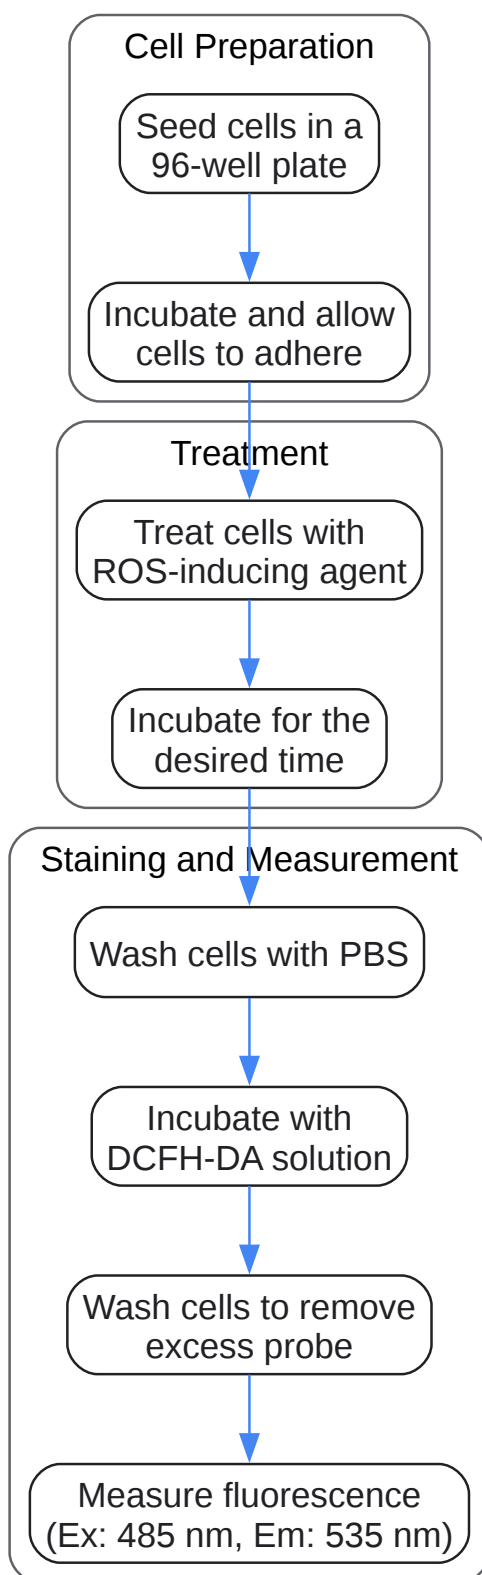 Cell Preparation
Seed cells in a
96-well plate
Incubate and allow
cells to adhere
Treatment
Treat cells with
ROS-inducing agent
Incubate for the
desired time
Staining and Measurement
Wash cells with PBS
Incubate with
DCFH-DA solution
Wash cells to remove
excess probe
Measure fluorescence
(Ex: 485 nm, Em: 535 nm)